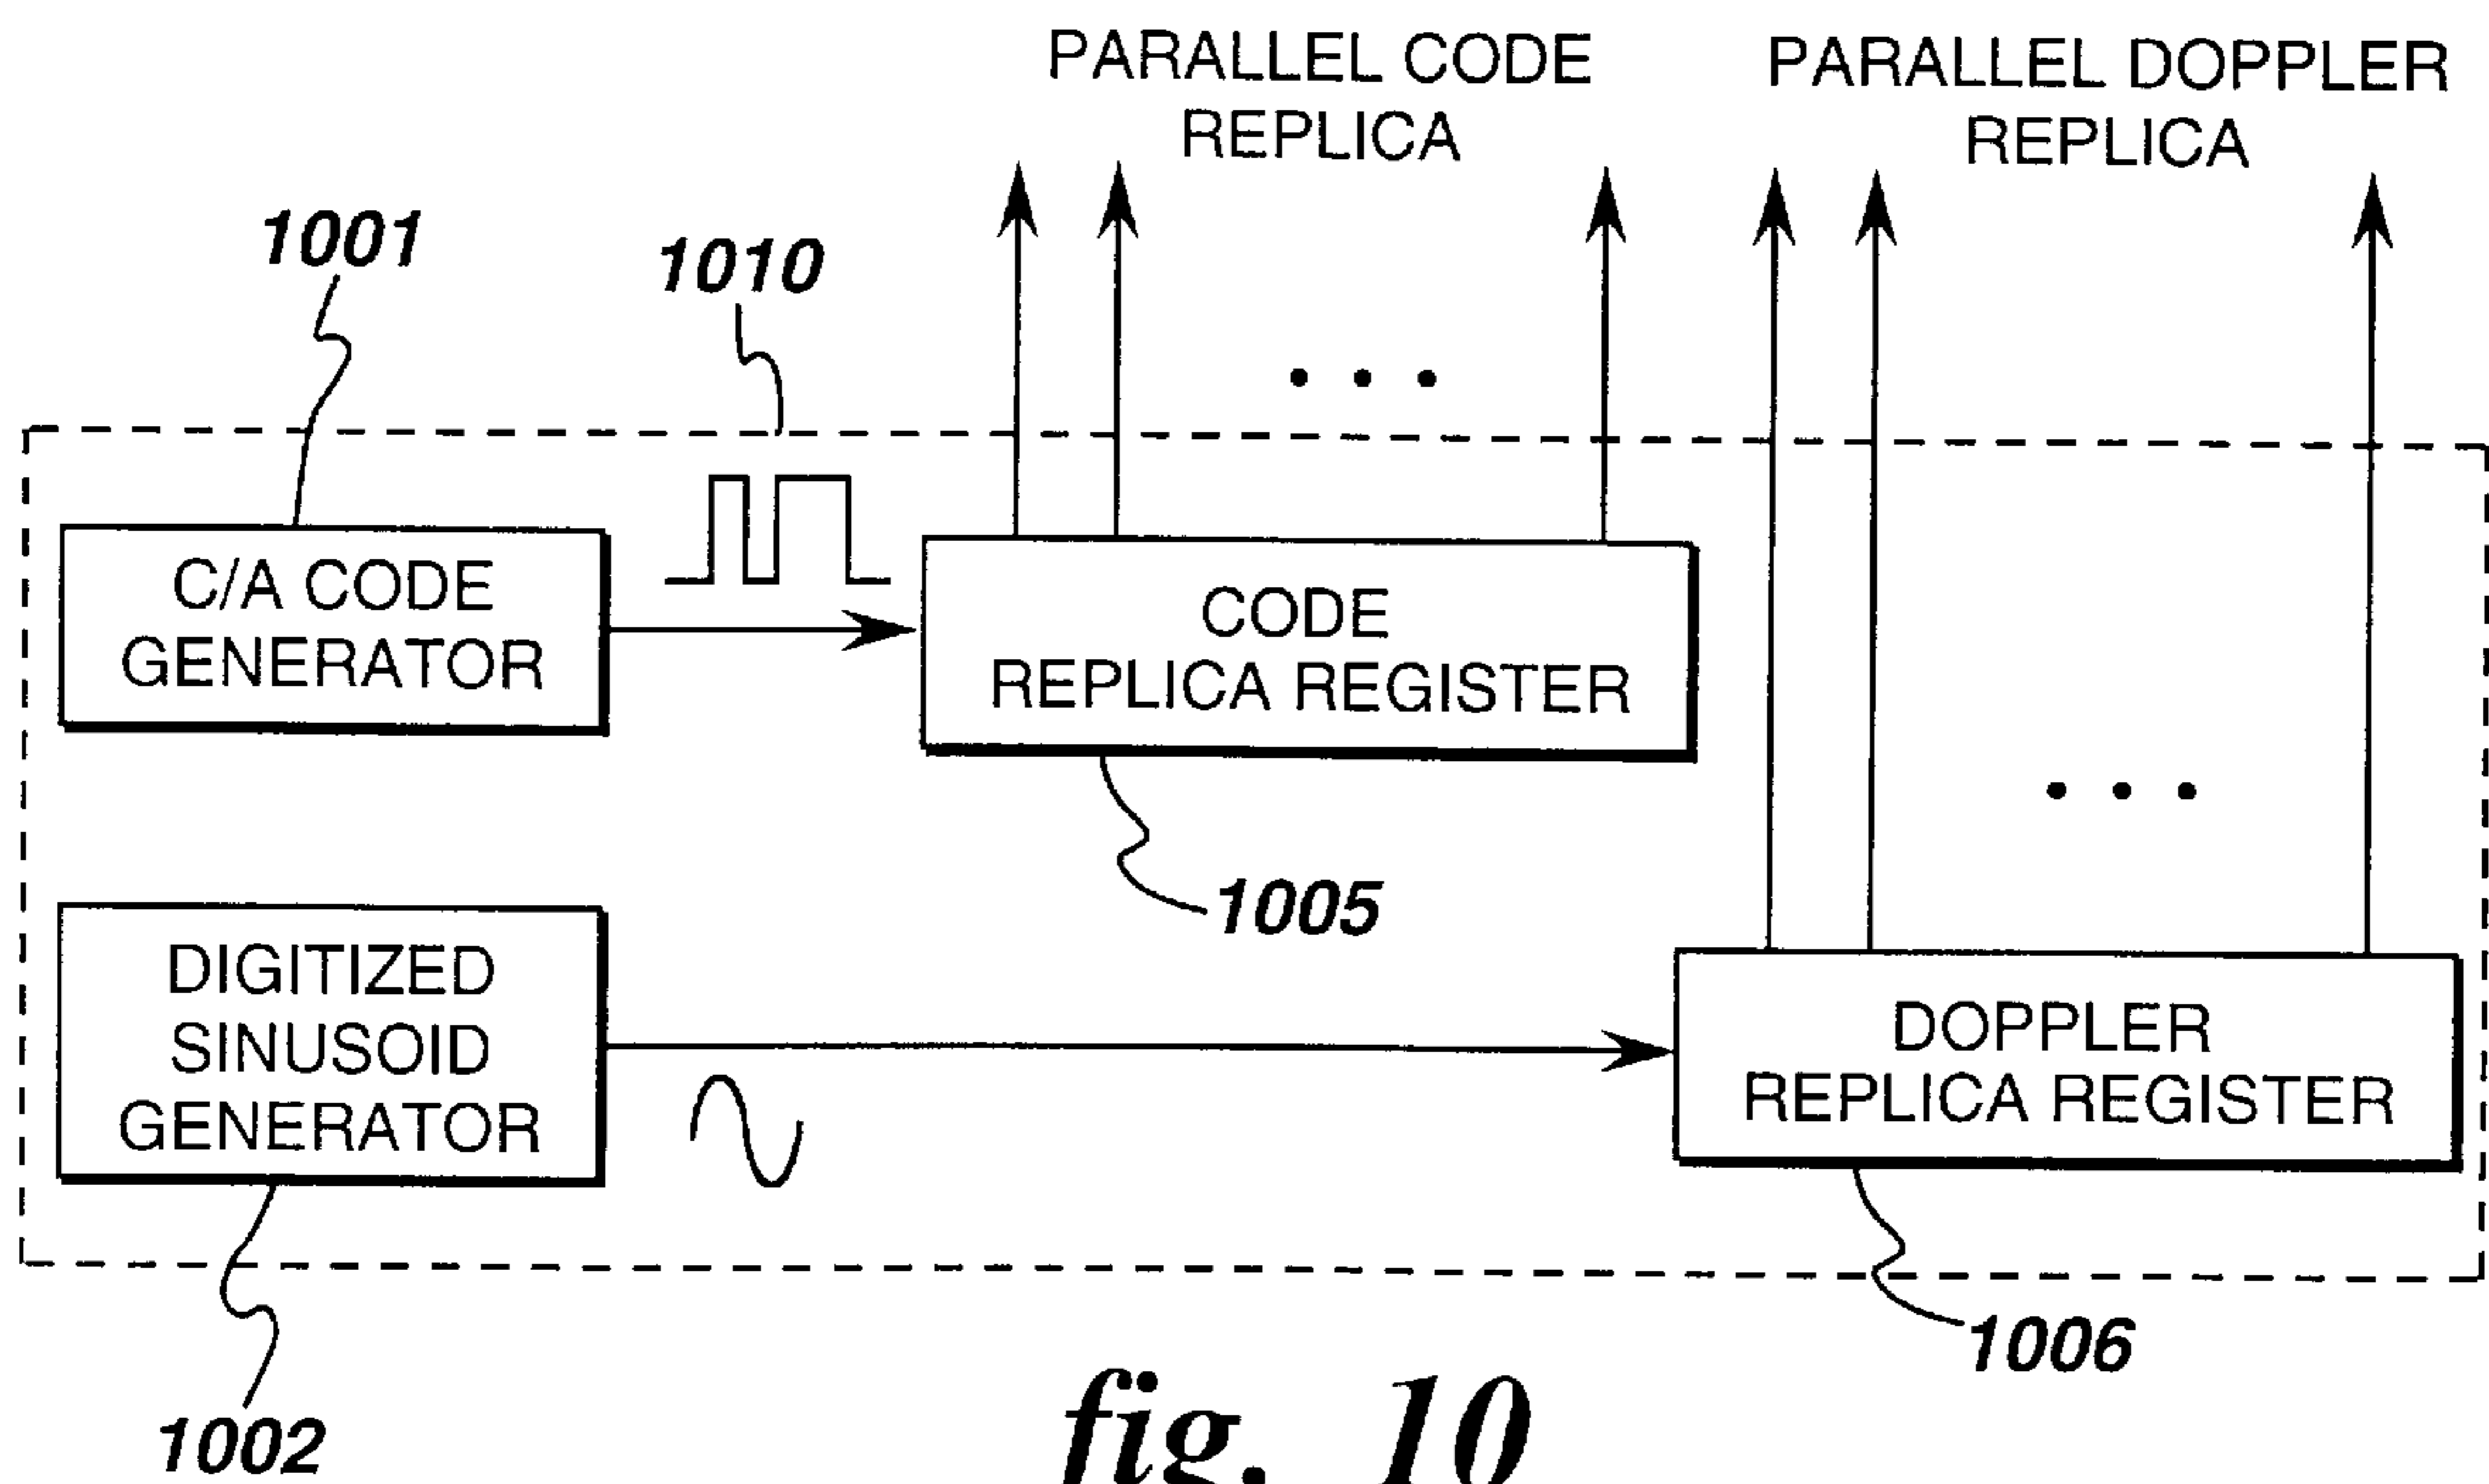 PARALLEL CODE
REPLICA
PARALLEL DOPPLER
REPLICA
1001
1010
C/A CODE
GENERATOR
CODE
REPLICA REGISTER
1005
DIGITIZED
SINUSOID
GENERATOR
DOPPLER
REPLICA REGISTER
1006
1002
fig. 10